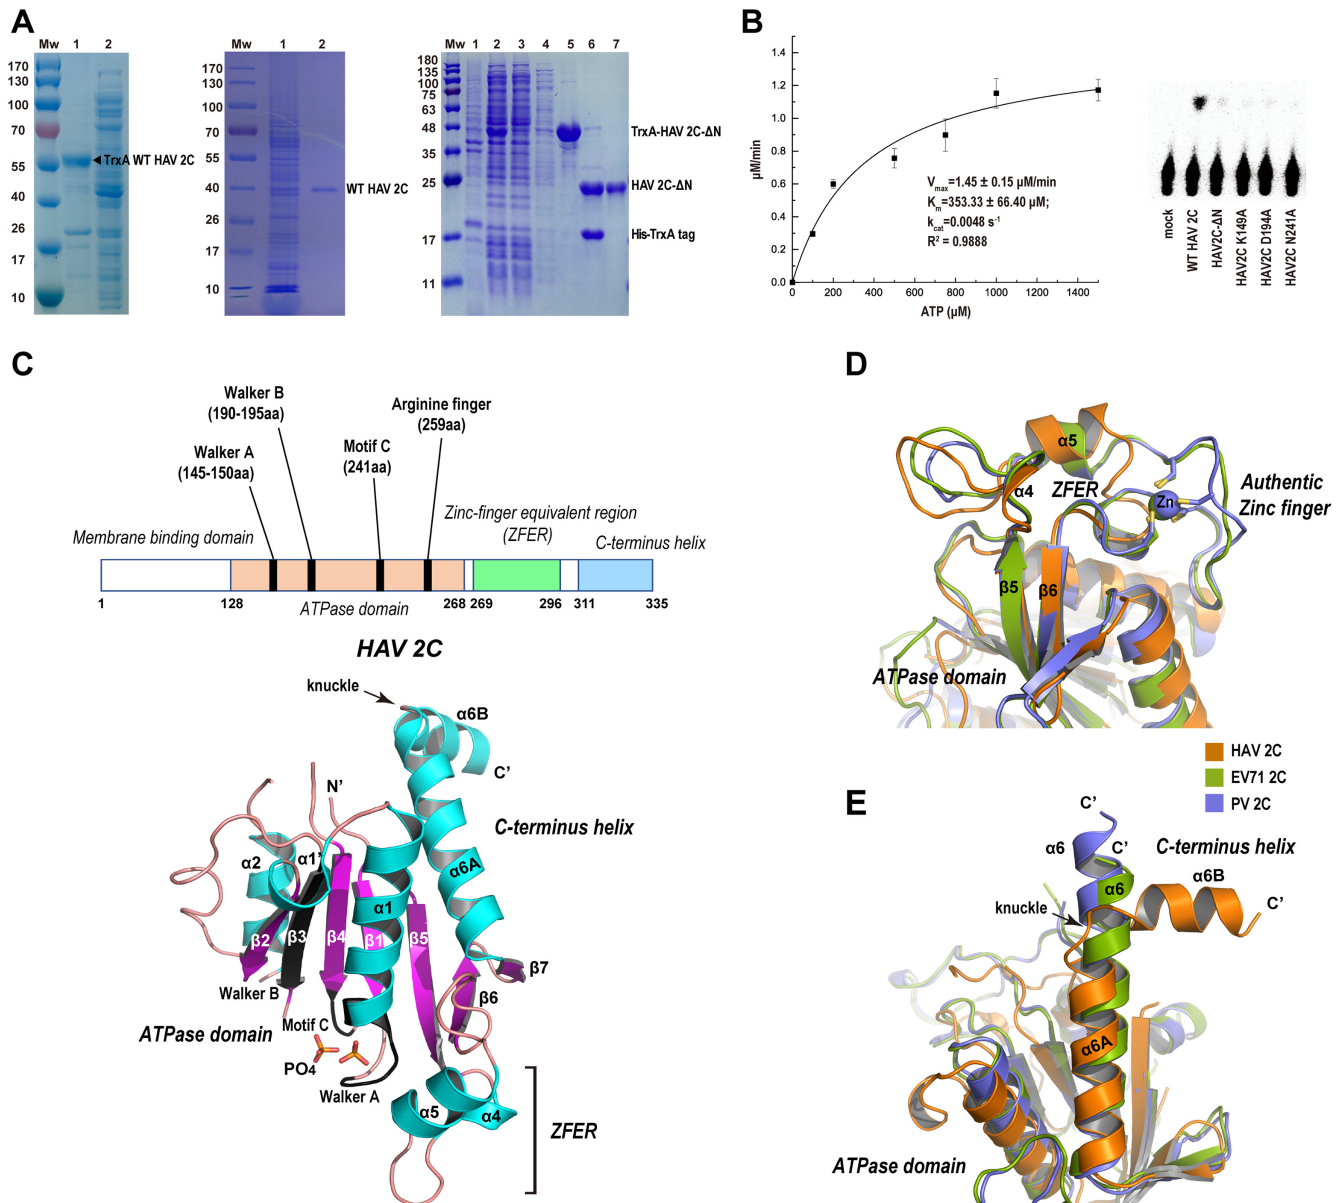 A
Mw 1 2
170
130
100
70
55
40
26
17
10
TrxA WT HAV 2C
Mw 1 2
170
130
100
70
55
40
26
17
10
WT HAV 2C
Mw 1 2 3 4 5 6 7
180
135
100
75
63
48
35
25
17
11
TrxA-HAV 2C-ΔN
HAV 2C-ΔN
His-TrxA tag
B
1.4
1.2
1.0
0.8
0.6
0.4
0.2
0.0
µM/min
0 200 400 600 800 1000 1200 1400
ATP (µM)
Vmax=1.45 ± 0.15 µM/min
Km=353.33 ± 66.40 µM;
kcat=0.0048 s⁻¹
R² = 0.9888
mock
WT HAV 2C
HAV2C-ΔN
HAV2C K149A
HAV2C D194A
HAV2C N241A
C
Walker B
(190-195aa)
Arginine finger
(259aa)
Walker A
(145-150aa)
Motif C
(241aa)
Membrane binding domain
Zinc-finger equivalent region
(ZFER)
C-terminus helix
1 128 ATPase domain 268 269 296 311 335
HAV 2C
knuckle
α6B
C’
N’
C-terminus helix
α2
α1’
α6A
α1
β2
β3
β4
β1
β5
β7
β6
Walker B
Motif C
ATPase domain
PO4
Walker A
α5
α4
ZFER
D
α5
α4
ZFER
Zn
Authentic
Zinc finger
β5
β6
ATPase domain
HAV 2C
EV71 2C
PV 2C
E
C’
α6
C’
C-terminus helix
α6
α6B
C’
knuckle
α6A
ATPase domain